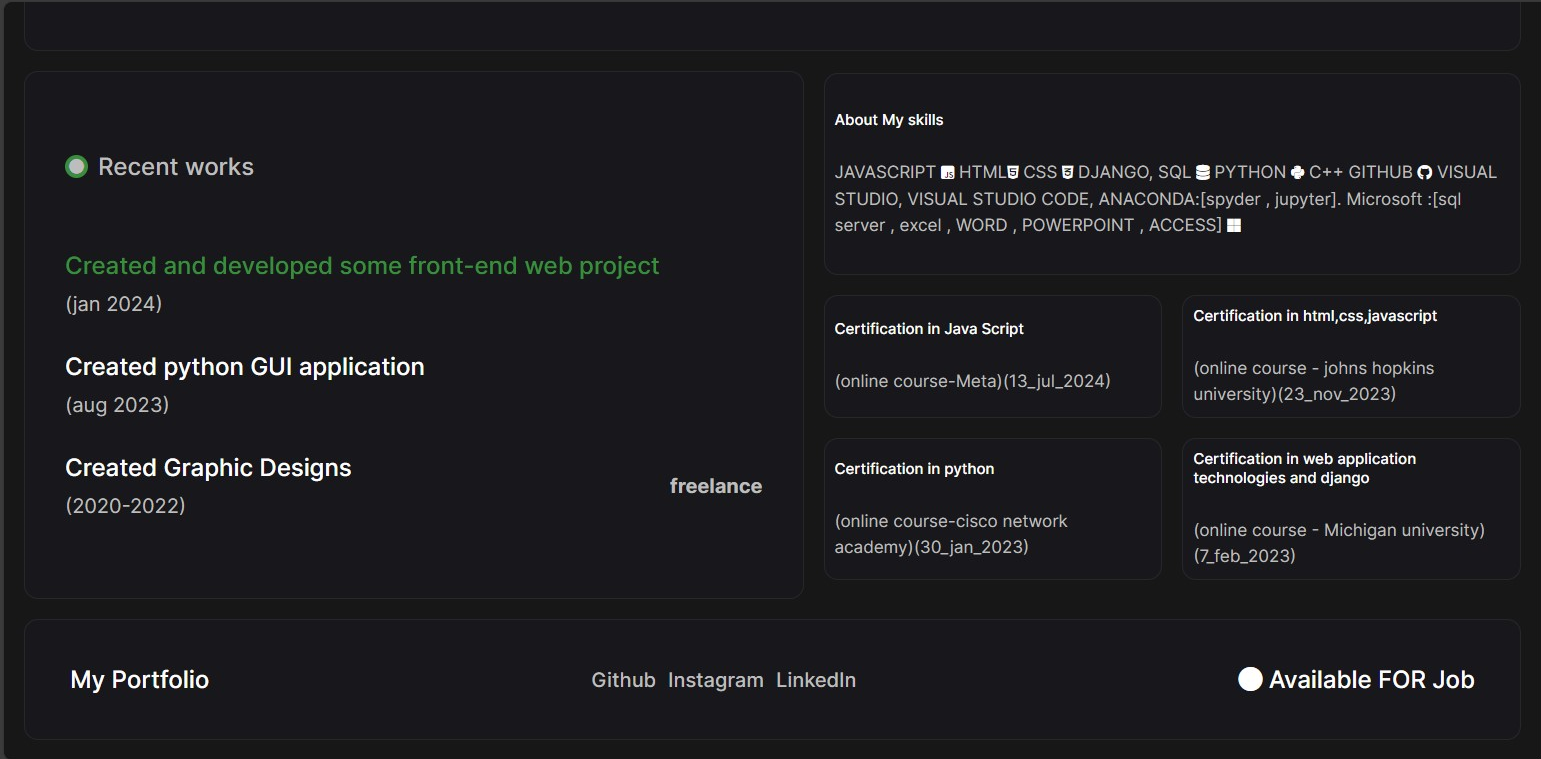 Recent works
Created and developed some front-end web project
(jan 2024)
Created python GUI application
(aug 2023)
Created Graphic Designs
(2020-2022)
freelance
About My skills
JAVASCRIPT JS HTML CSS DJANGO, SQL PYTHON C++ GITHUB VISUAL
STUDIO, VISUAL STUDIO CODE, ANACONDA:[spyder , jupyter]. Microsoft :[sql
server , excel , WORD , POWERPOINT , ACCESS]
Certification in Java Script
(online course-Meta)(13_jul_2024)
Certification in html,css,javascript
(online course - johns hopkins
university)(23_nov_2023)
Certification in python
(online course-cisco network
academy)(30_jan_2023)
Certification in web application
technologies and django
(online course - Michigan university)
(7_feb_2023)
My Portfolio
Github Instagram LinkedIn
Available FOR Job